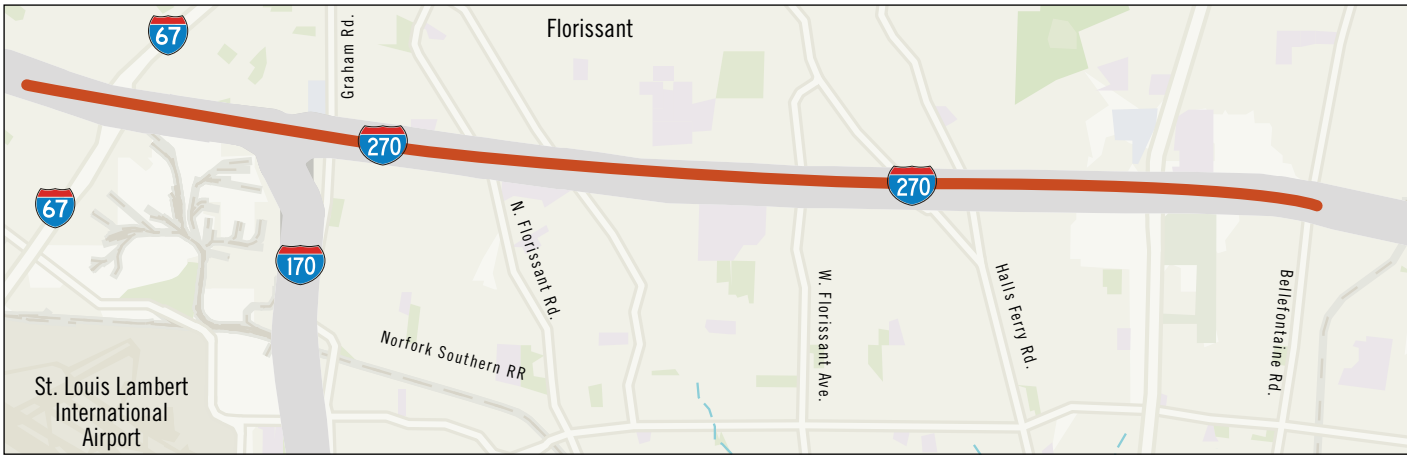 67
Florissant
Graham Rd.
270
270
67
170
N. Florissant Rd.
W. Florissant Ave.
Halls Ferry Rd.
Bellefontaine Rd.
Norfork Southern RR
St. Louis Lambert
International
Airport